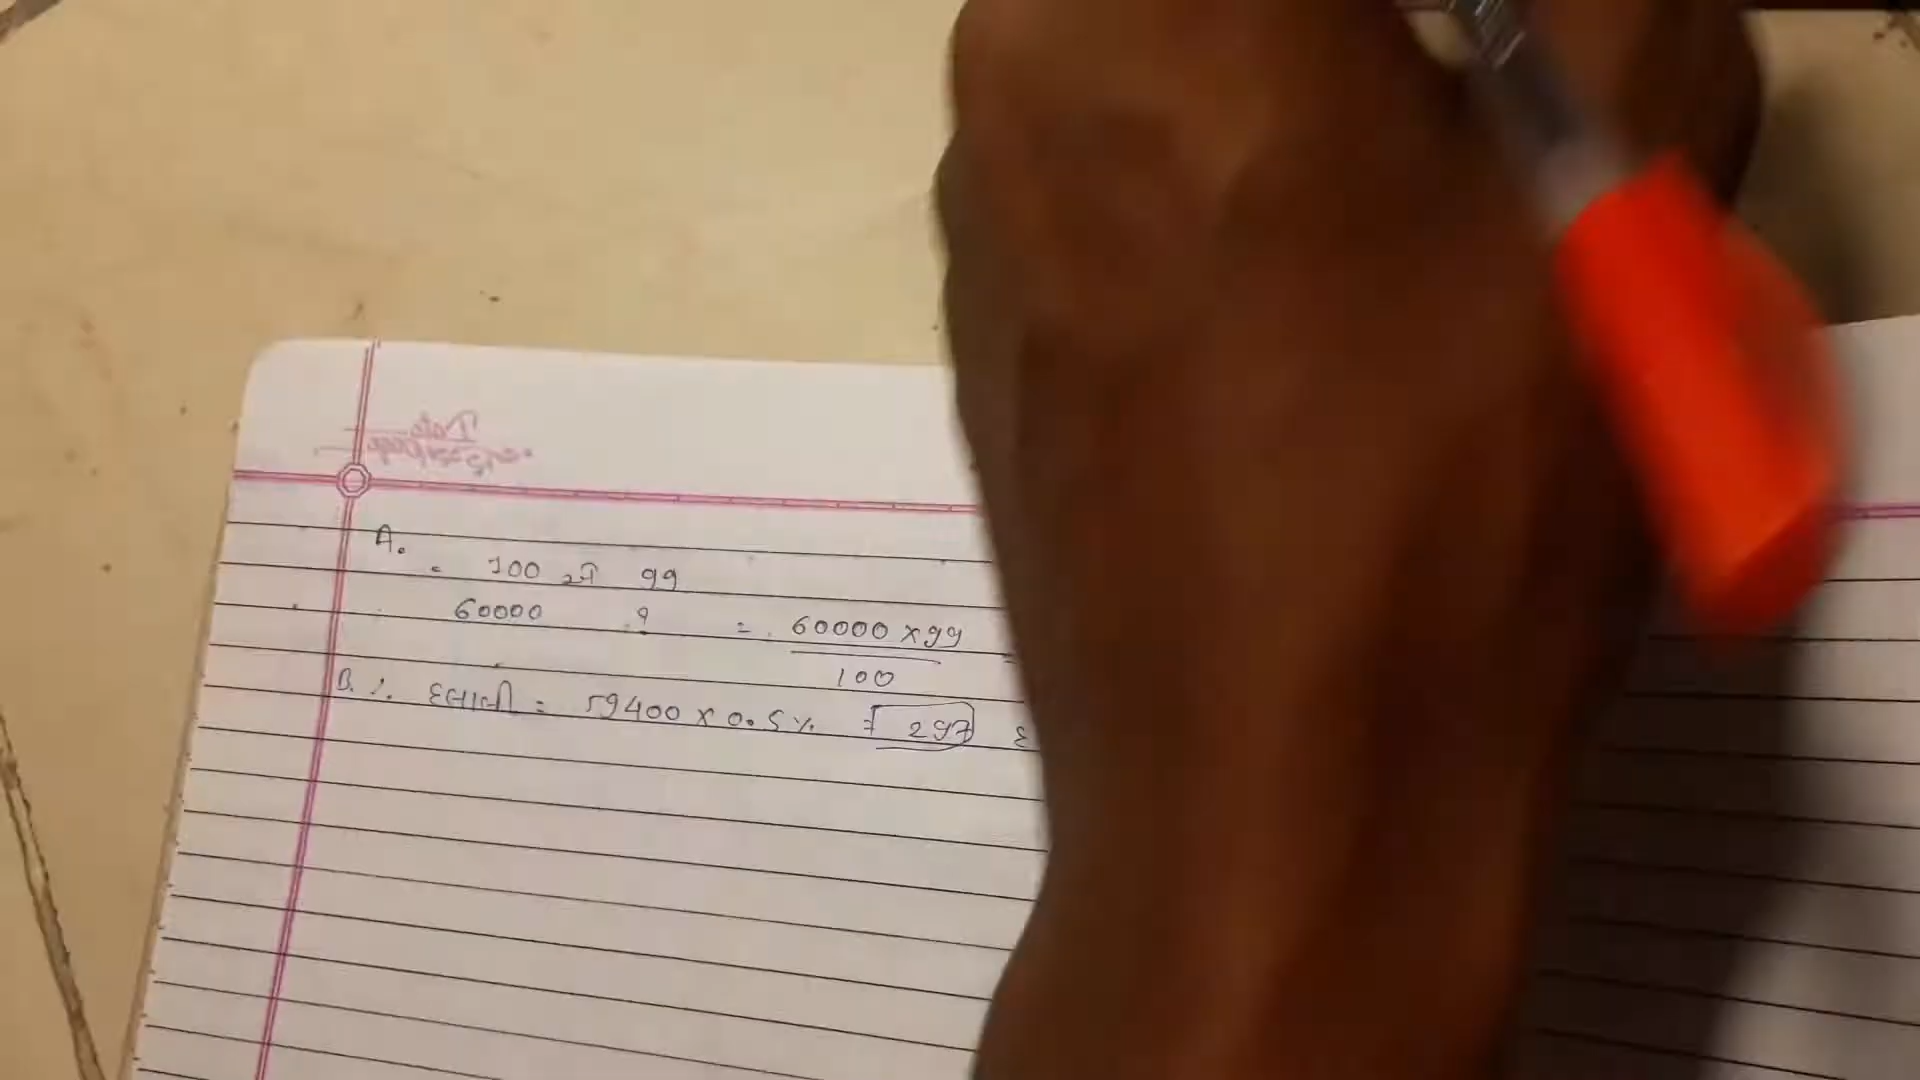 A.
= 100 ની 99
60000 ? = 60000 x 99 =
100
B. %. દલાલી = 59400 x 0.5% = 297